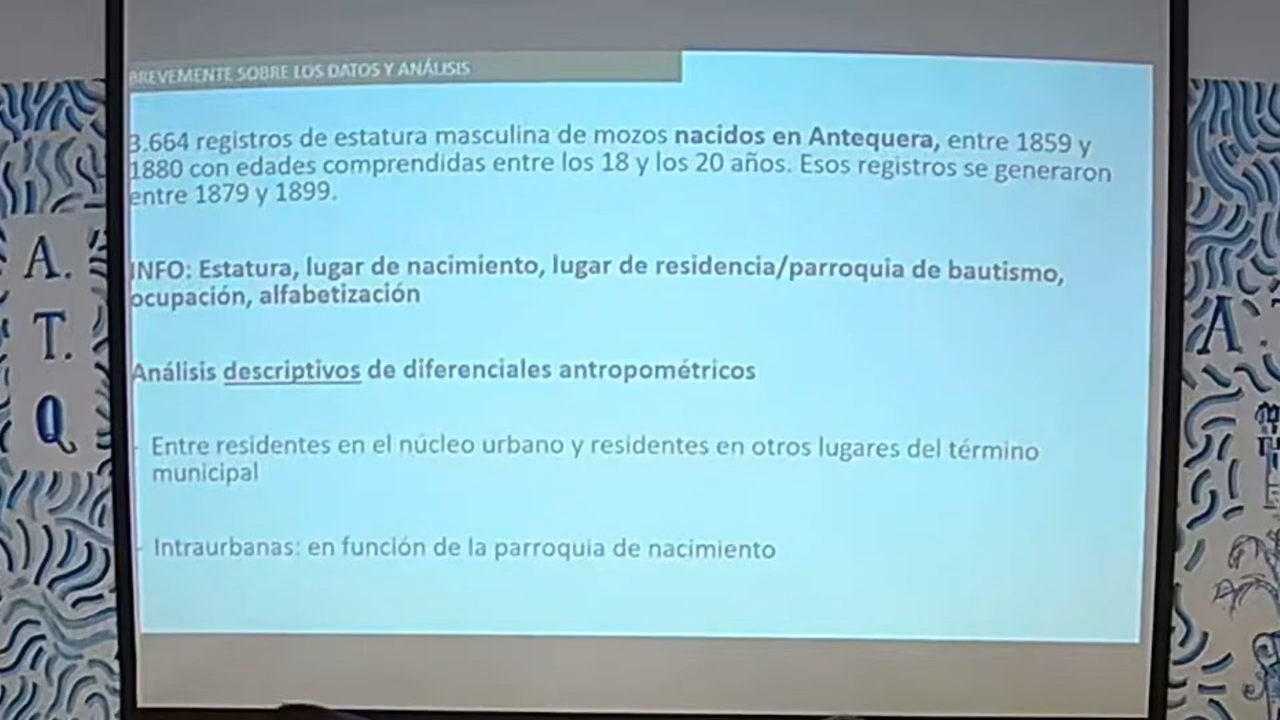 BREVEMENTE SOBRE LOS DATOS Y ANÁLISIS
3.664 registros de estatura masculina de mozos nacidos en Antequera, entre 1859 y
1880 con edades comprendidas entre los 18 y los 20 años. Esos registros se generaron
entre 1879 y 1899.
INFO: Estatura, lugar de nacimiento, lugar de residencia/parroquia de bautismo,
ocupación, alfabetización
Análisis descriptivos de diferenciales antropométricos
- Entre residentes en el núcleo urbano y residentes en otros lugares del término
municipal
- Intraurbanas: en función de la parroquia de nacimiento
A.
T.
Q
A.